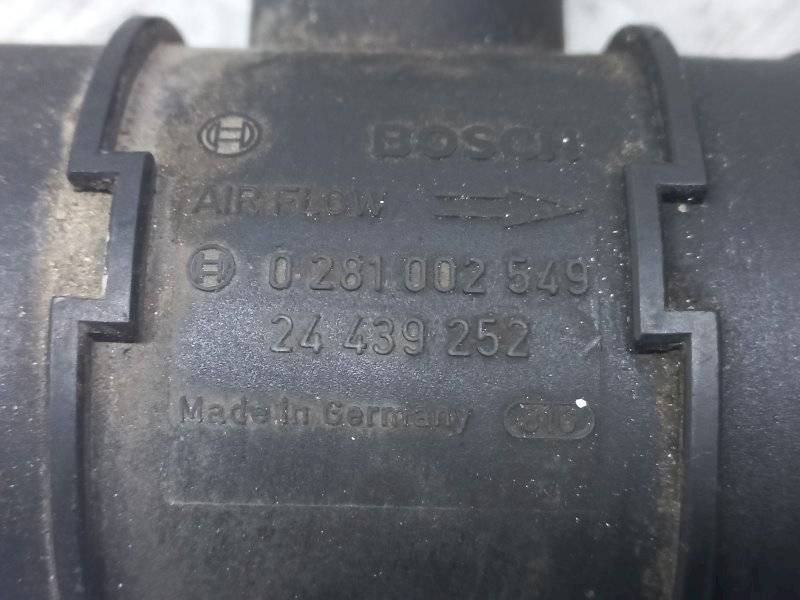 BOSCH
AIR FLOW
0 281 002 549
24 439 252
Made in Germany